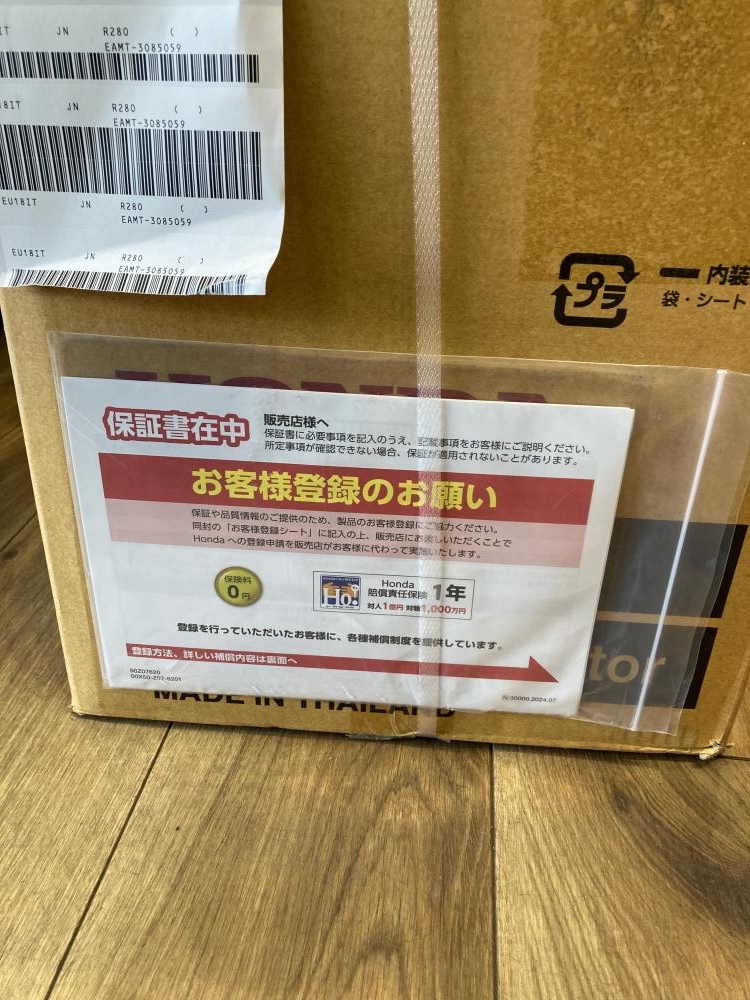 IT JN R280 ( )
EAMT-3085059
18IT JN R280 ( )
EAMT-3085059
EU18IT JN R280 ( )
EAMT-3085059
EU18IT JN R280 ( )
EAMT-3085059
プラ
内装
袋・シート
HONDA
保証書在中
販売店様へ
保証書に必要事項を記入のうえ、記載事項をお客様にご説明ください。
所定事項が確認できない場合、保証が適用されないことがあります。
お客様登録のお願い
保証や品質情報のご提供のため、製品のお客様登録にご協力ください。
同封の「お客様登録シート」に記入の上、販売店にお渡しいただくことで
Honda への登録申請を販売店がお客様に代わって実施いたします。
保険料
0円
Honda
賠償責任保険 1年
対人1億円 対物1,000万円
登録を行っていただいたお客様に、各種補償制度を提供しています。
登録方法、詳しい補償内容は裏面へ
00X50-Z07-6201
30000.2024.07
tor
MADE IN THAILAND